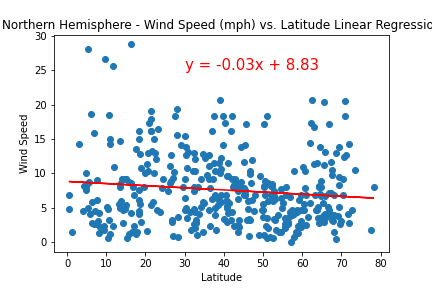 Northern Hemisphere - Wind Speed (mph) vs. Latitude Linear Regressio
30
y = -0.03x + 8.83
25
20
Wind Speed
15
10
5
0
0 10 20 30 40 50 60 70 80
Latitude